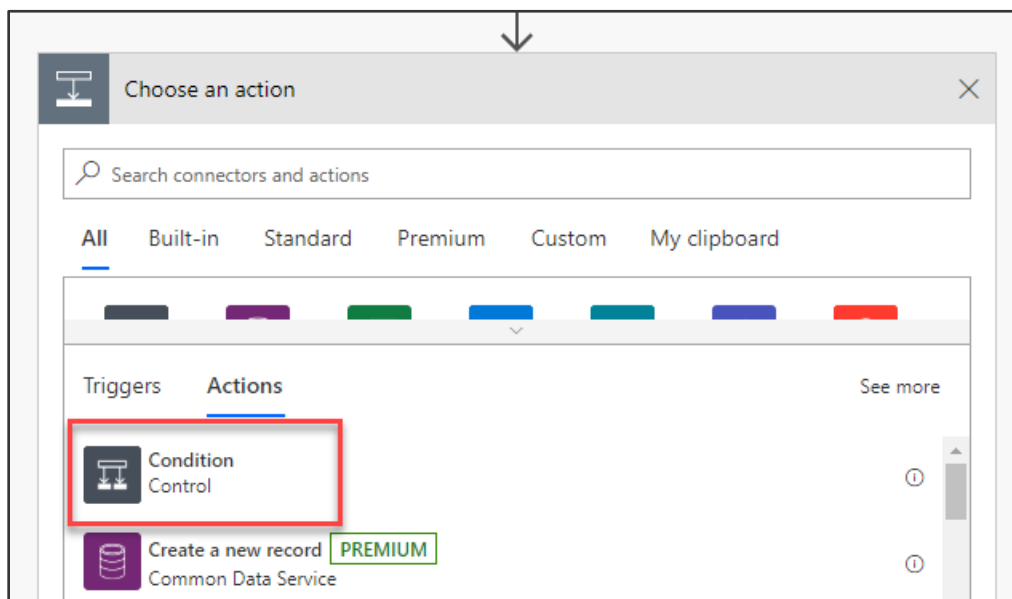 Choose an action
Search connectors and actions
All Built-in Standard Premium Custom My clipboard
Triggers Actions See more
Condition
Control
Create a new record PREMIUM
Common Data Service